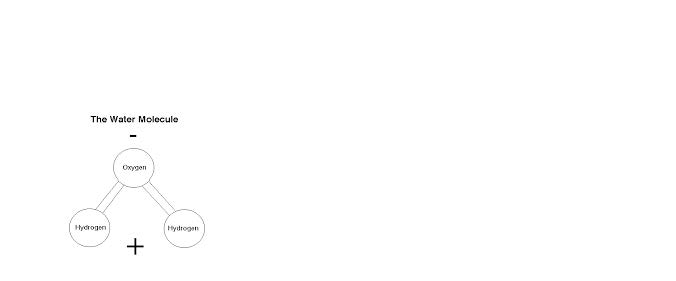 The Water Molecule
-
Oxygen
Hydrogen
Hydrogen
+